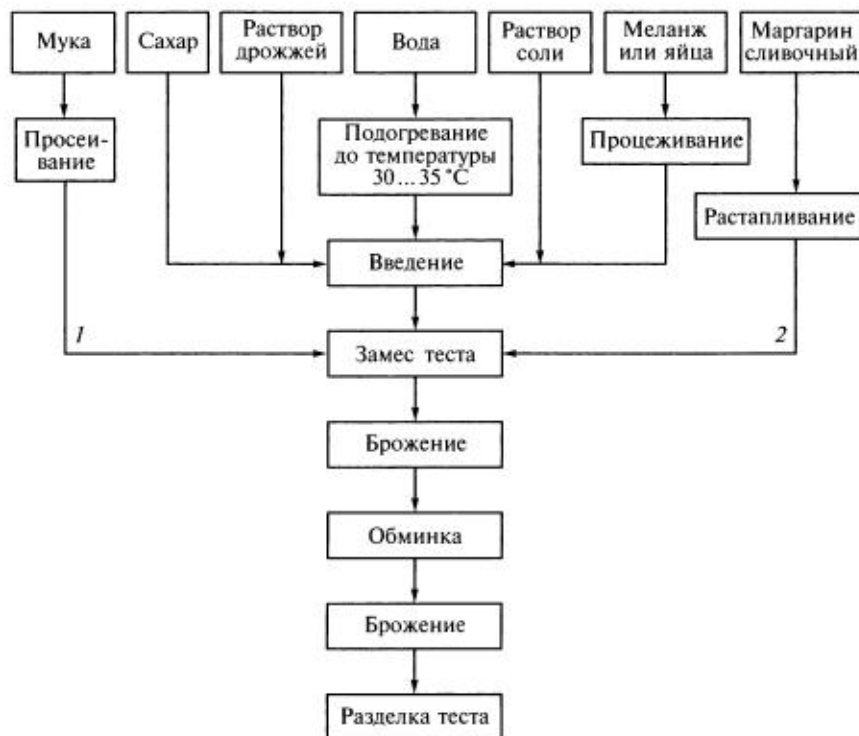 Мука
Сахар
Раствор
дрожжей
Вода
Раствор
соли
Меланж
или яйца
Маргарин
сливочный
Просеи-
вание
Подогревание
до температуры
30...35 °С
Процеживание
Растапливание
Введение
1
2
Замес теста
Брожение
Обминка
Брожение
Разделка теста